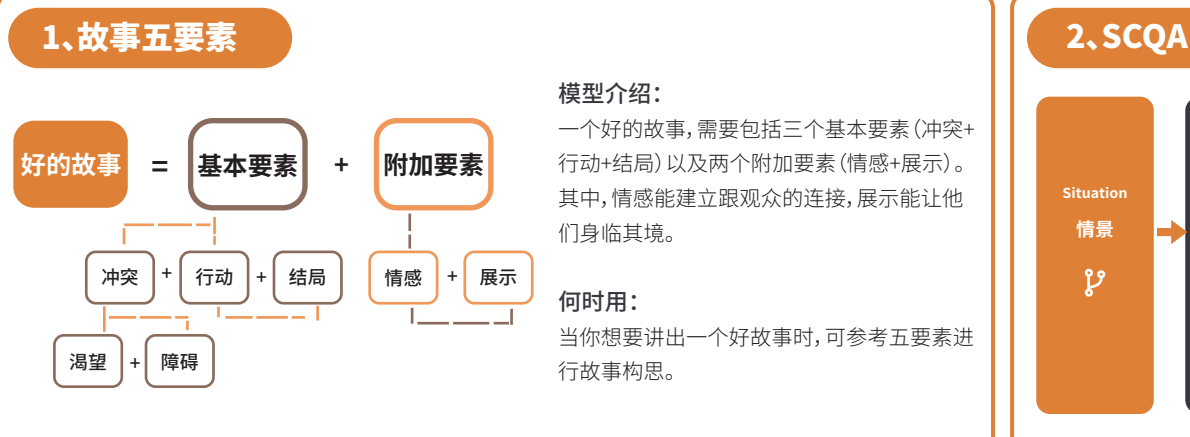 1、故事五要素
好的故事 = 基本要素 + 附加要素
冲突 + 行动 + 结局
情感 + 展示
渴望 + 障碍
模型介绍：
一个好的故事，需要包括三个基本要素（冲突+
行动+结局）以及两个附加要素（情感+展示）。
其中，情感能建立跟观众的连接，展示能让他
们身临其境。
何时用：
当你想要讲出一个好故事时，可参考五要素进
行故事构思。
2、SCQA
Situation
情景